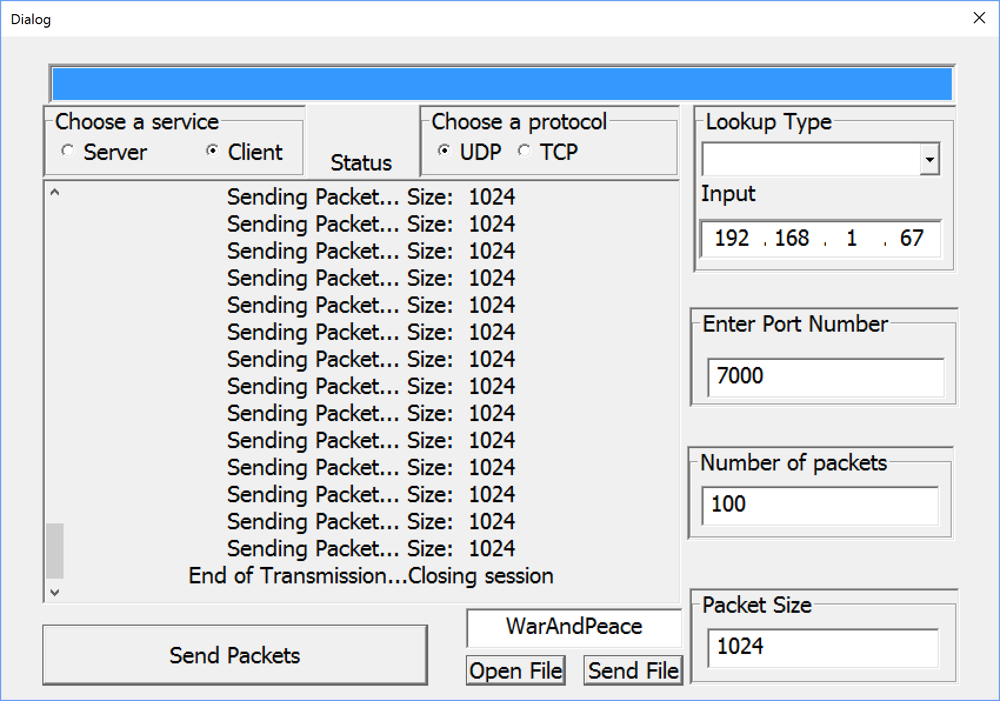 Dialog
Choose a service
Server Client
Status
Choose a protocol
UDP TCP
Lookup Type
Input
192 . 168 . 1 . 67
Sending Packet... Size: 1024
Sending Packet... Size: 1024
Sending Packet... Size: 1024
Sending Packet... Size: 1024
Sending Packet... Size: 1024
Sending Packet... Size: 1024
Sending Packet... Size: 1024
Sending Packet... Size: 1024
Sending Packet... Size: 1024
Sending Packet... Size: 1024
Sending Packet... Size: 1024
Sending Packet... Size: 1024
Sending Packet... Size: 1024
Sending Packet... Size: 1024
End of Transmission...Closing session
Enter Port Number
7000
Number of packets
100
Packet Size
1024
WarAndPeace
Send Packets
Open File
Send File